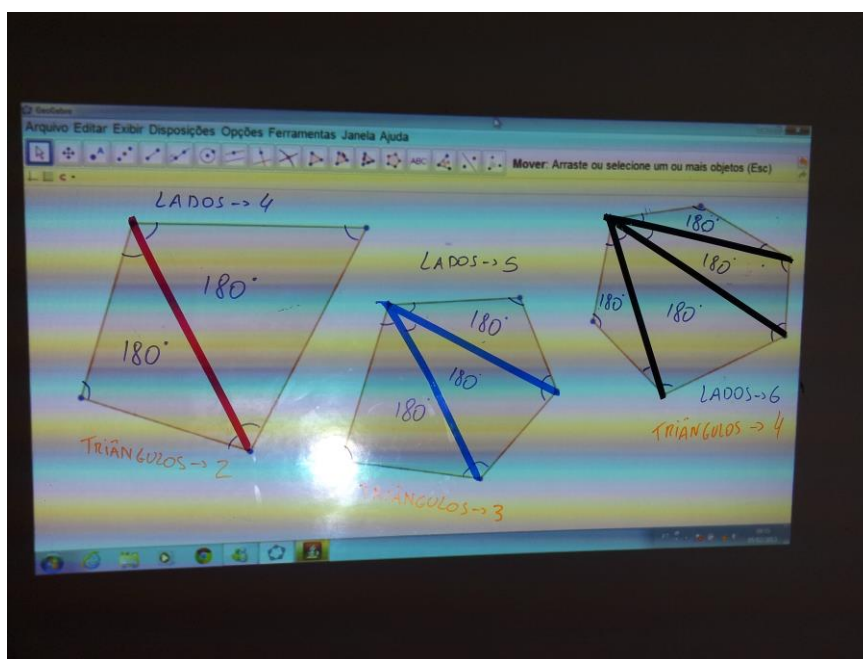 GeoGebra
Arquivo Editar Exibir Disposições Opções Ferramentas Janela Ajuda
ABC
Mover: Arraste ou selecione um ou mais objetos (Esc)
LADOS → 4
180°
180°
TRIÂNGULOS → 2
LADOS → 5
180°
180°
180°
TRIÂNGULOS → 3
180°
180°
180°
180°
LADOS → 6
TRIÂNGULOS → 4